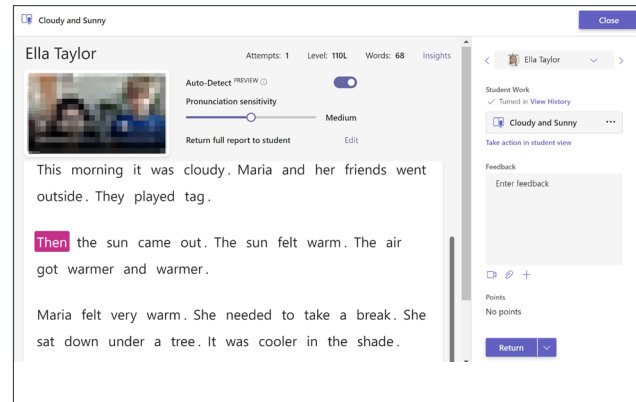 Cloudy and Sunny
Close
Ella Taylor
Attempts: 1 Level: 110L Words: 68 Insights
Auto-Detect PREVIEW
Pronunciation sensitivity
Medium
Return full report to student Edit
This morning it was cloudy. Maria and her friends went
outside. They played tag.
Then the sun came out. The sun felt warm. The air
got warmer and warmer.
Maria felt very warm. She needed to take a break. She
sat down under a tree. It was cooler in the shade.
Ella Taylor
Student Work
Turned in View History
Cloudy and Sunny
Take action in student view
Feedback
Enter feedback
Points
No points
Return